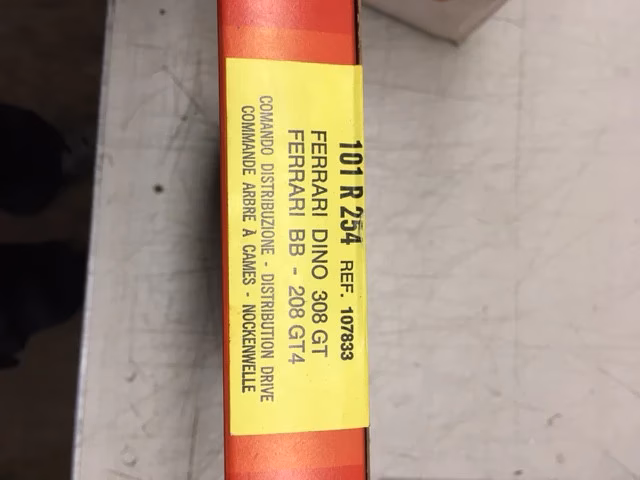 101 R 254 REF. 107833
FERRARI DINO 308 GT
FERRARI BB - 208 GT4
COMANDO DISTRIBUZIONE - DISTRIBUTION DRIVE
COMMANDE ARBRE À CAMES - NOCKENWELLE